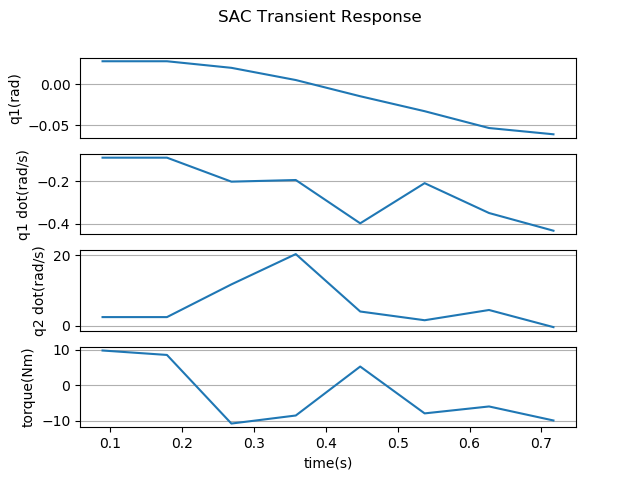 SAC Transient Response
q1(rad)
0.00
−0.05
q1 dot(rad/s)
−0.2
−0.4
q2 dot(rad/s)
20
0
torque(Nm)
10
0
−10
0.1 0.2 0.3 0.4 0.5 0.6 0.7
time(s)